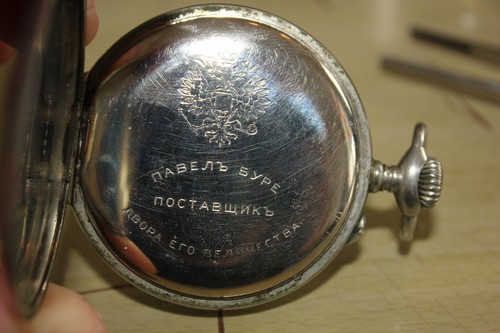 ПАВЕЛЪ БУРЕ
ПОСТАВЩИКЪ
ДВОРА ЕГО ВЕЛИЧЕСТВА